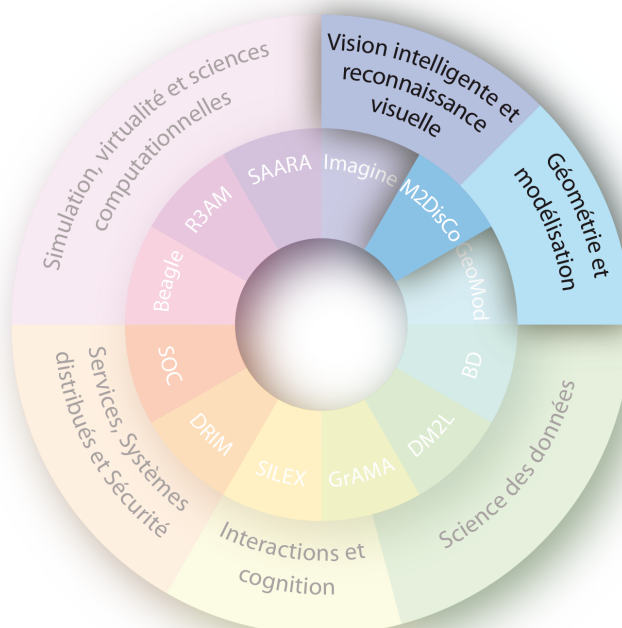 Vision intelligente et
reconnaissance
visuelle
Géométrie et
modélisation
Science des données
Interactions et
cognition
Services, Systèmes
distribués et Sécurité
Simulation, virtualité et sciences
computationnelles
Imagine
M2DisCo
GeoMod
BD
DM2L
GrAMA
SILEX
DRIM
SOC
Beagle
R3AM
SAARA